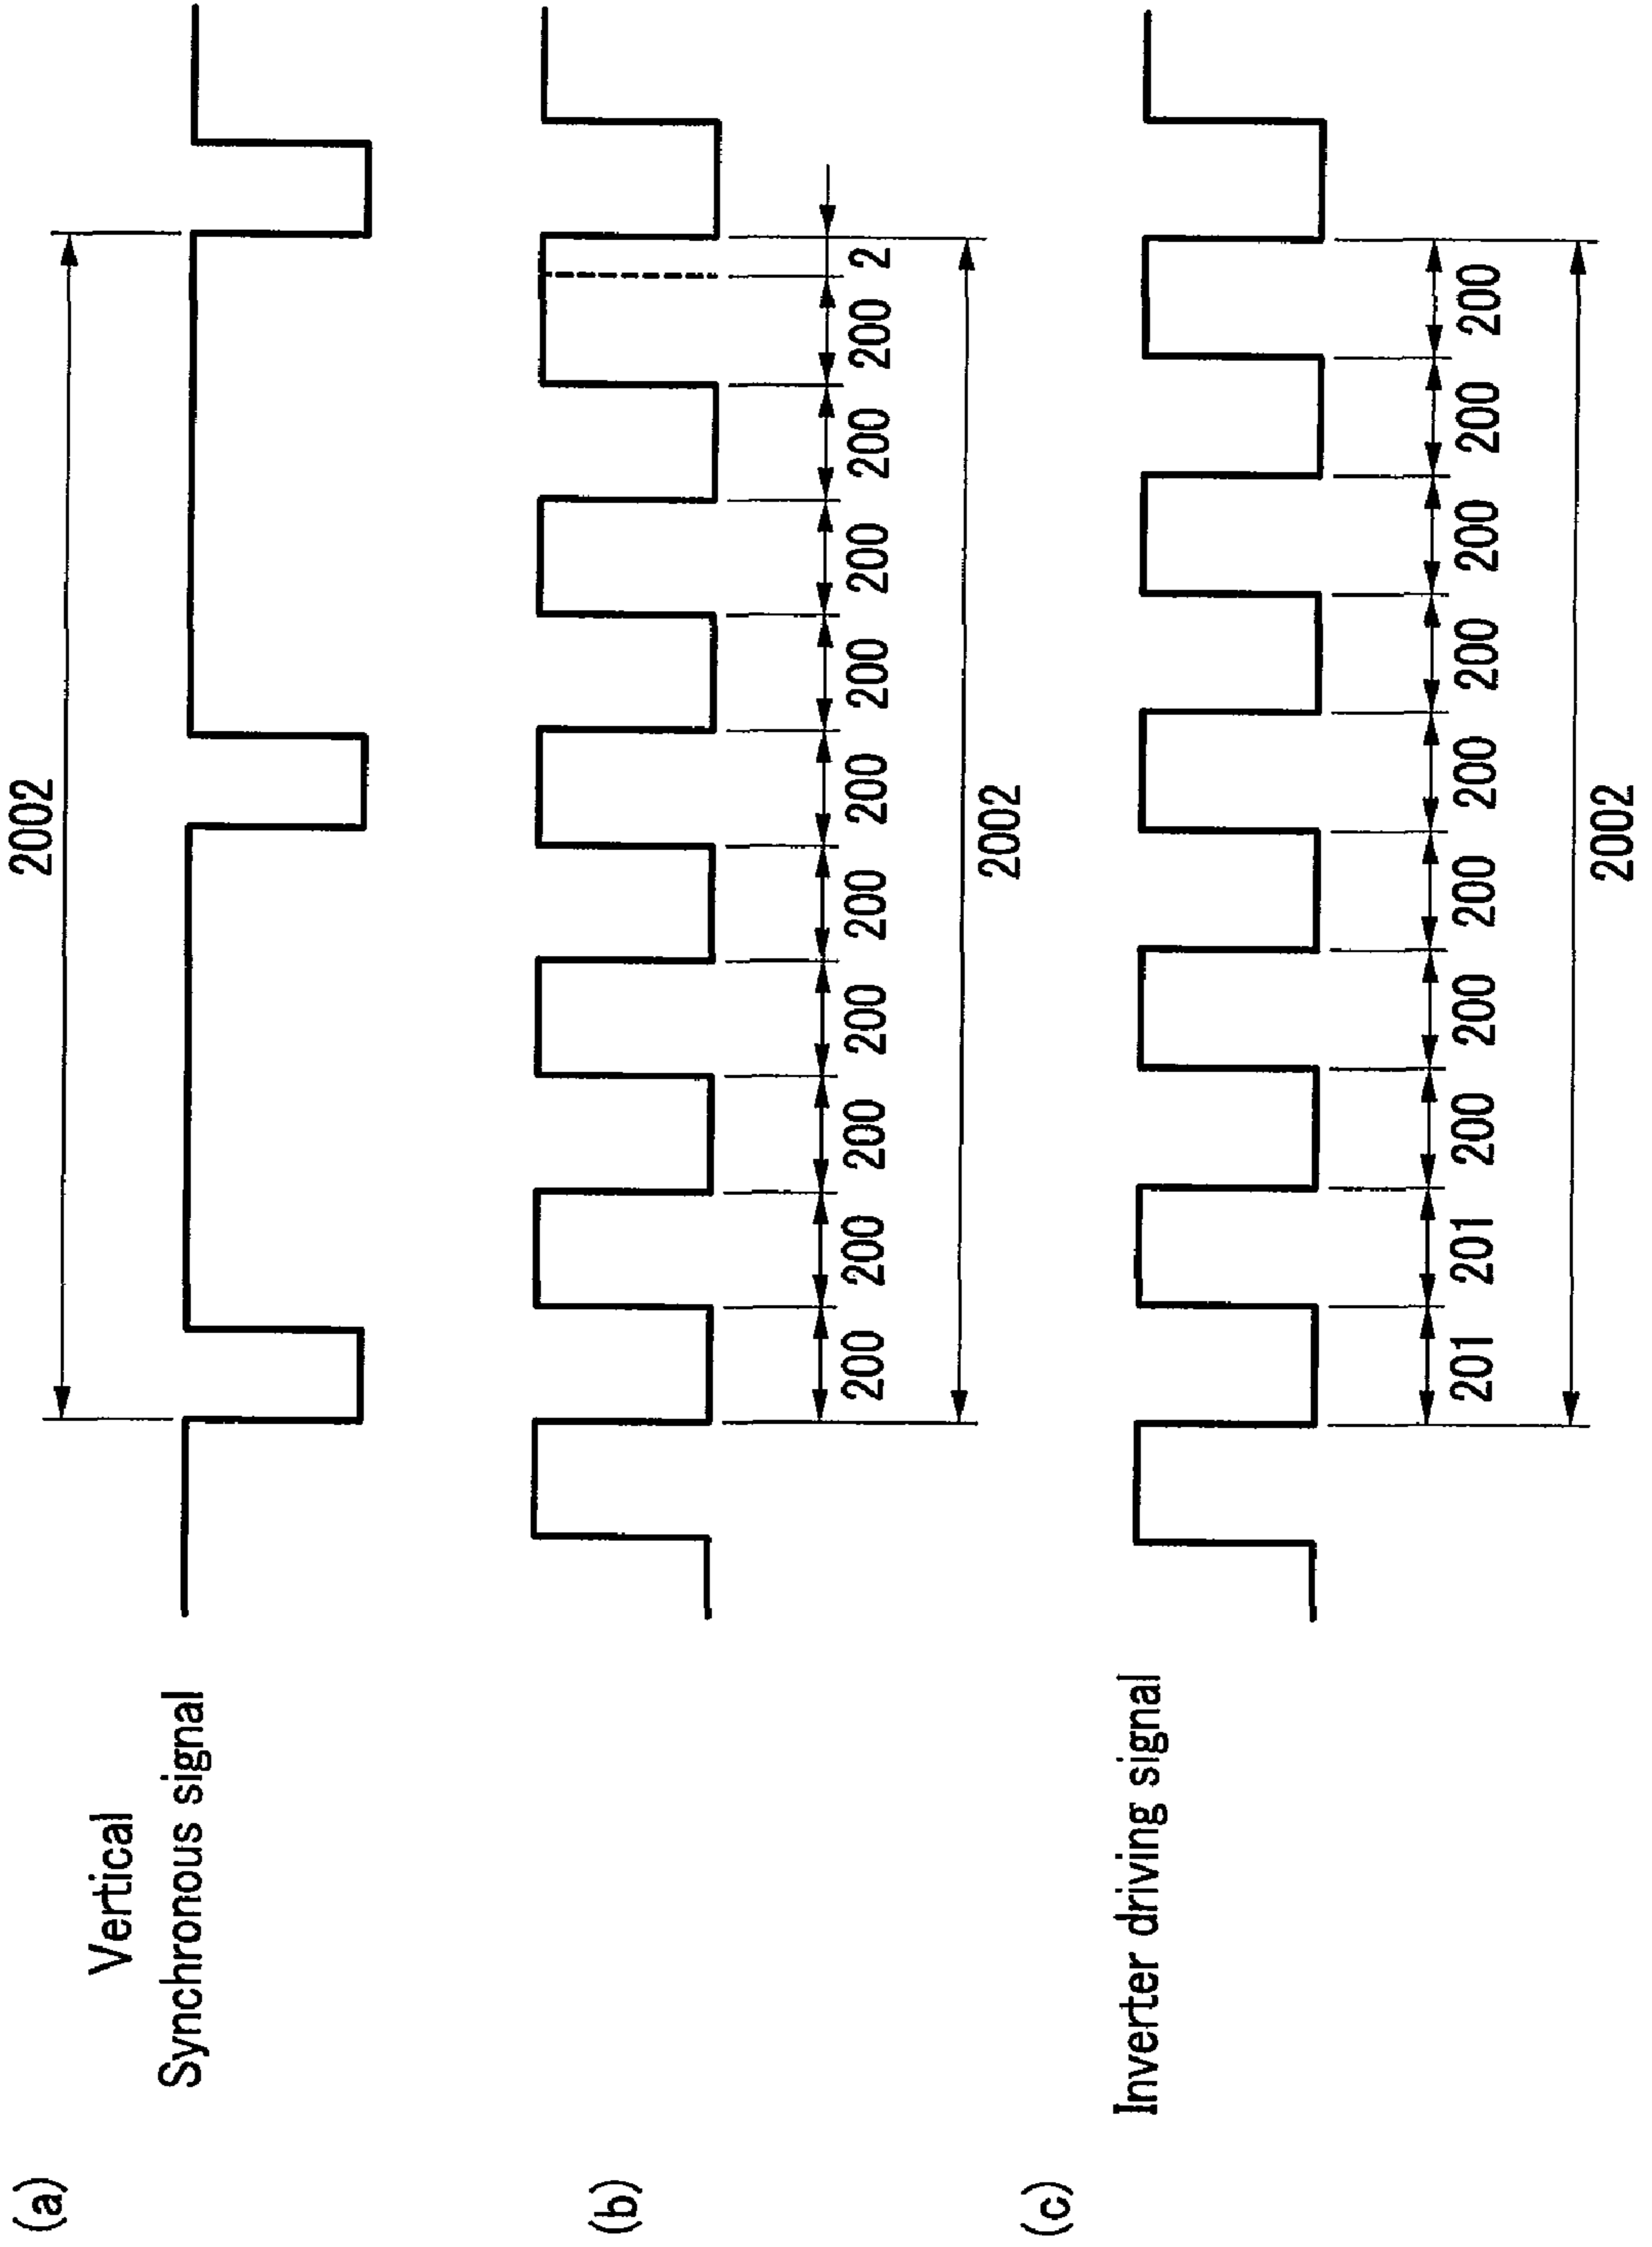 (a)
Vertical
Synchronous signal
2002
(b)
200 200 200 200 200 200 200 200 200 200 2
2002
(c)
Inverter driving signal
201 201 200 200 200 200 200 200 200 200
2002